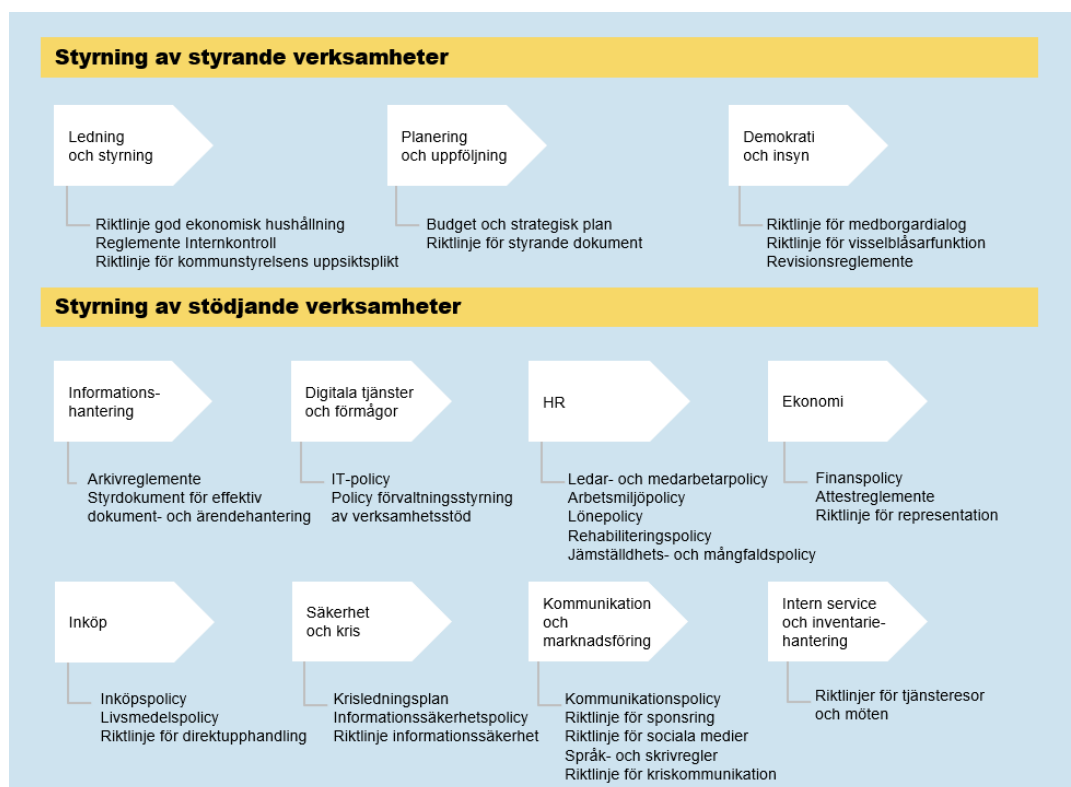 Styrning av styrande verksamheter
Ledning
och styrning
Riktlinje god ekonomisk hushållning
Reglemente Internkontroll
Riktlinje för kommunstyrelsens uppsiktsplikt
Planering
och uppföljning
Budget och strategisk plan
Riktlinje för styrande dokument
Demokrati
och insyn
Riktlinje för medborgardialog
Riktlinje för visselblåsarfunktion
Revisionsreglemente
Styrning av stödjande verksamheter
Informations-
hantering
Arkivreglemente
Styrdokument för effektiv
dokument- och ärendehantering
Digitala tjänster
och förmågor
IT-policy
Policy förvaltningsstyrning
av verksamhetsstöd
HR
Ledar- och medarbetarpolicy
Arbetsmiljöpolicy
Lönepolicy
Rehabiliteringspolicy
Jämställdhets- och mångfaldspolicy
Ekonomi
Finanspolicy
Attestreglemente
Riktlinje för representation
Inköp
Inköpspolicy
Livsmedelspolicy
Riktlinje för direktupphandling
Säkerhet
och kris
Krisledningsplan
Informationssäkerhetspolicy
Riktlinje informationssäkerhet
Kommunikation
och
marknadsföring
Kommunikationspolicy
Riktlinje för sponsring
Riktlinje för sociala medier
Språk- och skrivregler
Riktlinje för kriskommunikation
Intern service
och inventarie-
hantering
Riktlinjer för tjänsteresor
och möten